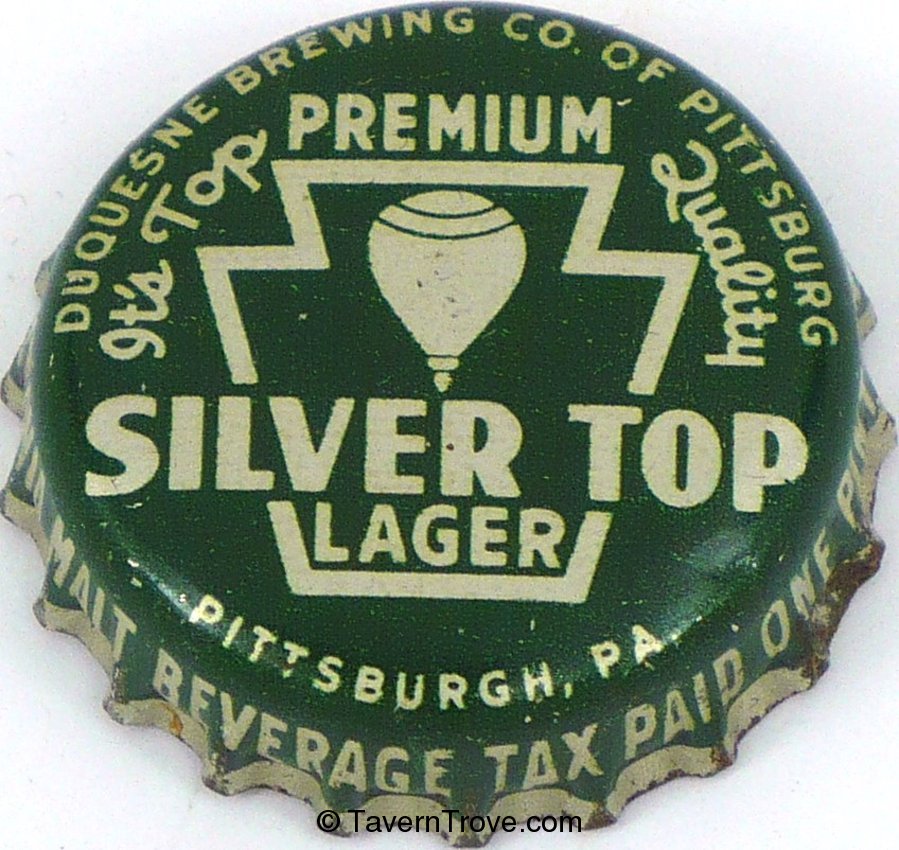 DUQUESNE BREWING CO. OF PITTSBURG
It's Top Quality
PREMIUM
SILVER TOP
LAGER
PITTSBURGH, PA
MALT BEVERAGE TAX PAID ONE
© TavernTrove.com